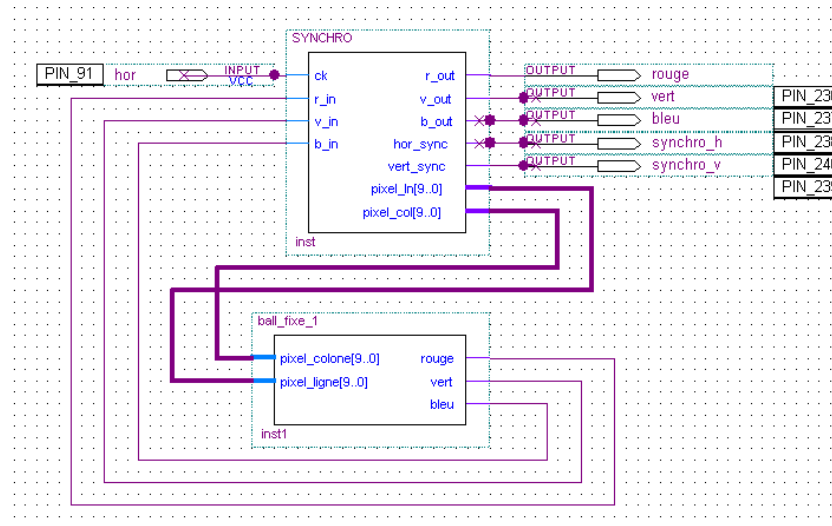 SYNCHRO
PIN_91 hor INPUT VCC ck r_out OUTPUT rouge
r_in v_out OUTPUT vert
v_in b_out OUTPUT bleu PIN_237
b_in hor_sync OUTPUT synchro_h PIN_238
vert_sync OUTPUT synchro_v PIN_240
pixel_ln[9..0] PIN_239
pixel_col[9..0]
inst
ball_fixe_1
pixel_colone[9..0] rouge
pixel_ligne[9..0] vert
bleu
inst1